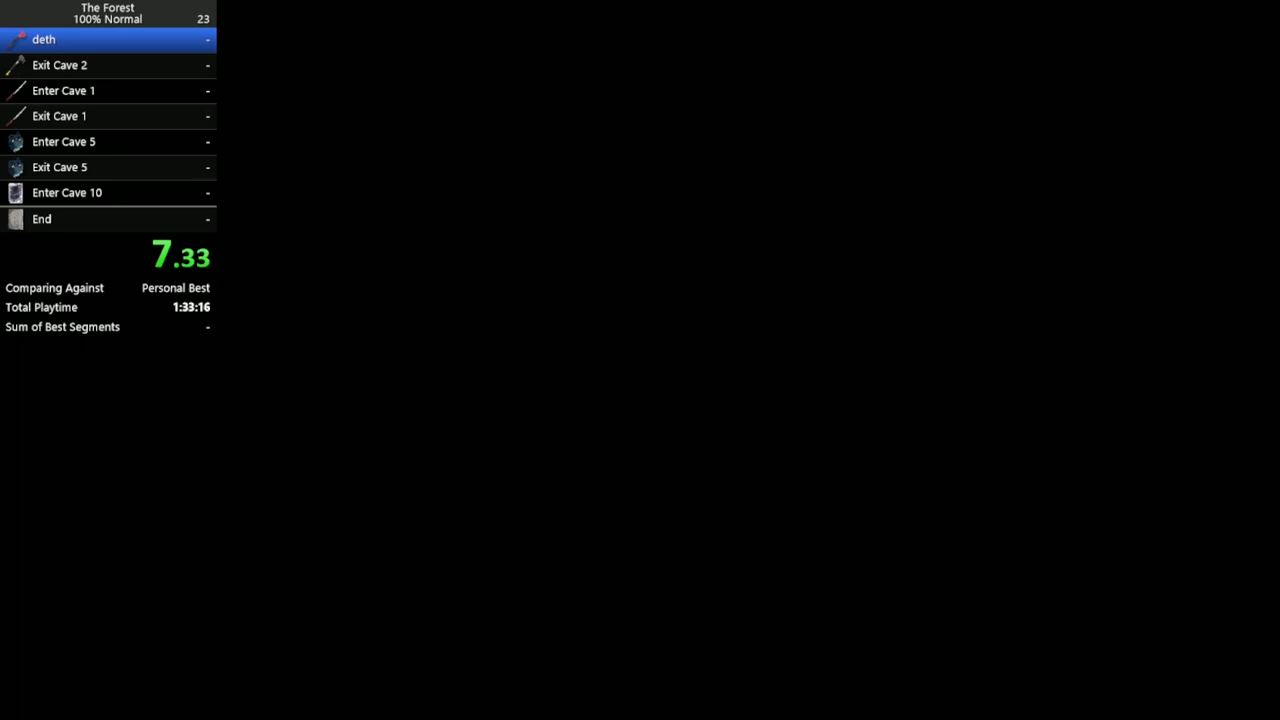 The Forest
100% Normal 23
deth -
Exit Cave 2 -
Enter Cave 1 -
Exit Cave 1 -
Enter Cave 5 -
Exit Cave 5 -
Enter Cave 10 -
End -
7.33
Comparing Against Personal Best
Total Playtime 1:33:16
Sum of Best Segments -